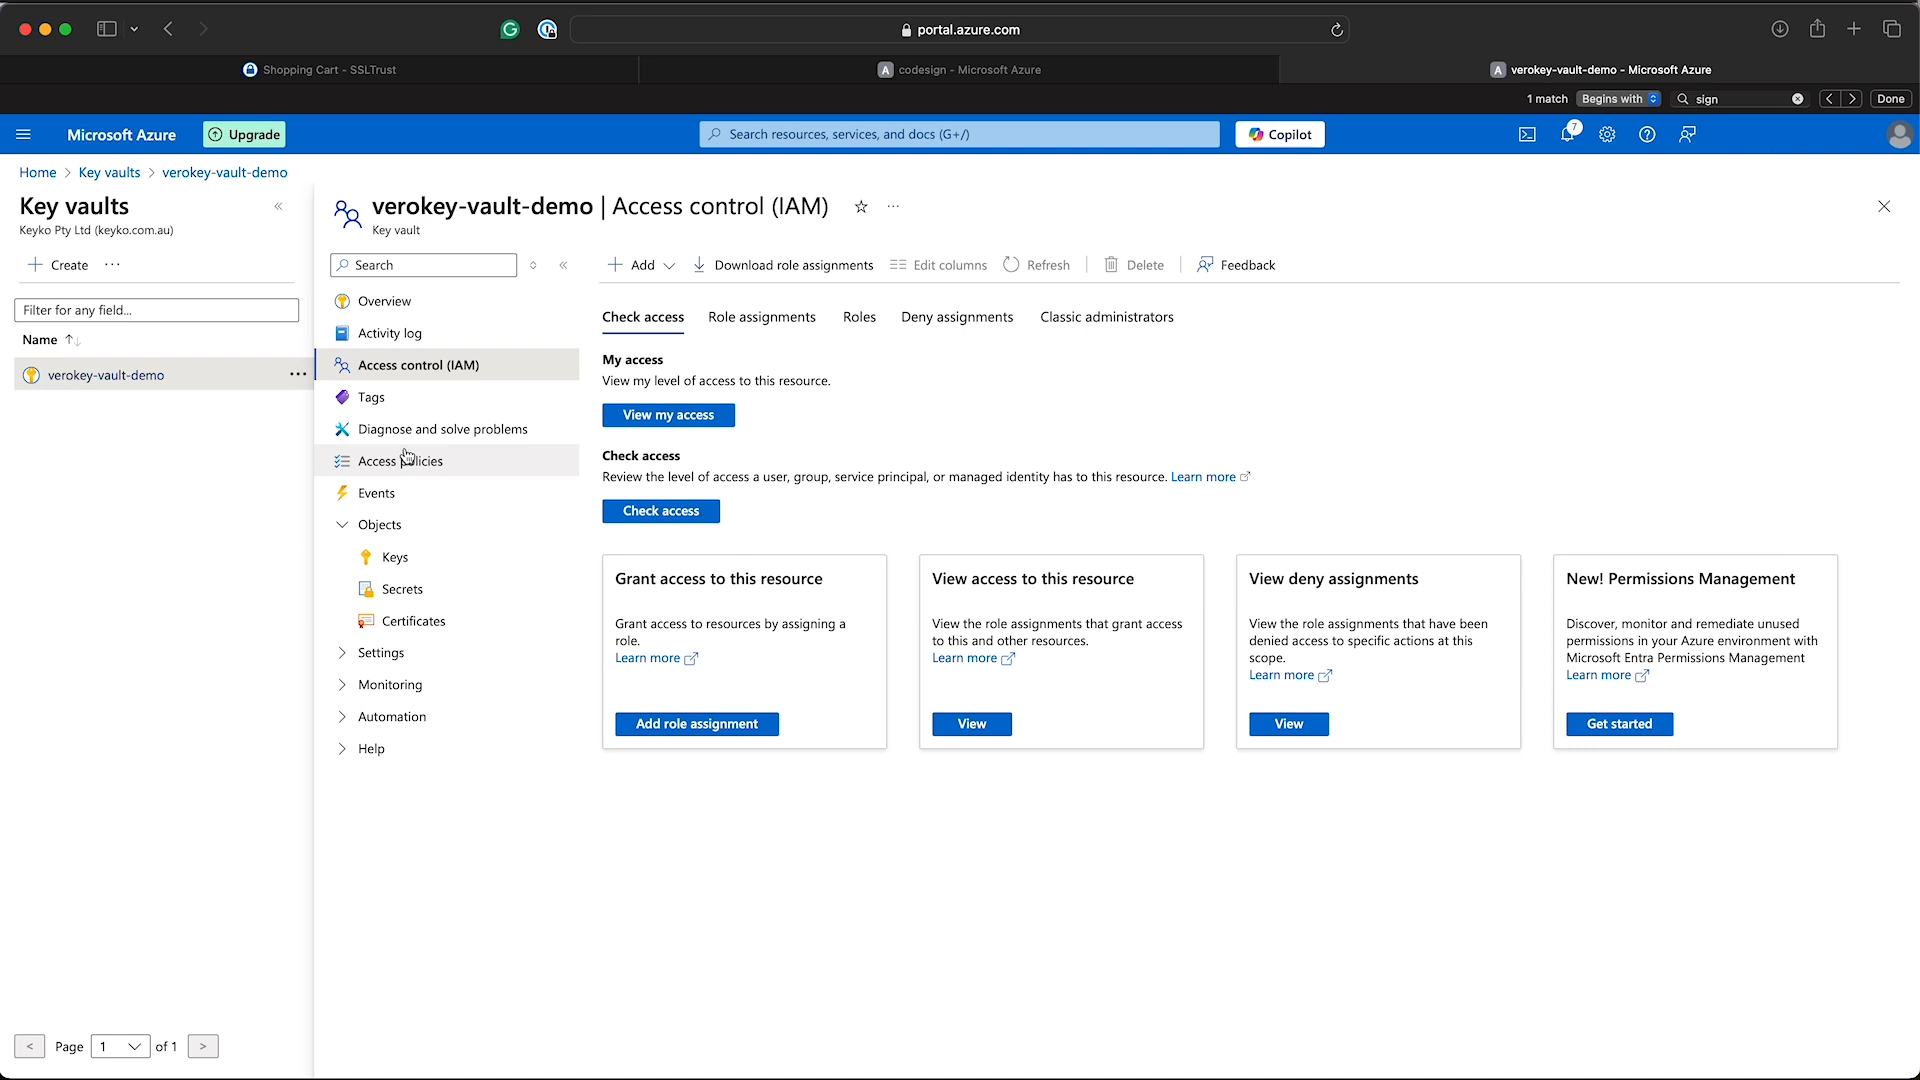 portal.azure.com
Shopping Cart - SSLTrust
codesign - Microsoft Azure
verokey-vault-demo - Microsoft Azure
1 match
Begins with
sign
Done
Microsoft Azure
Upgrade
Search resources, services, and docs (G+/)
Copilot
7
Home > Key vaults > verokey-vault-demo
Key vaults
Keyko Pty Ltd (keyko.com.au)
Create
Filter for any field...
Name
verokey-vault-demo
Page 1 of 1
verokey-vault-demo | Access control (IAM)
Key vault
Search
Overview
Activity log
Access control (IAM)
Tags
Diagnose and solve problems
Access policies
Events
Objects
Keys
Secrets
Certificates
Settings
Monitoring
Automation
Help
Add
Download role assignments
Edit columns
Refresh
Delete
Feedback
Check access
Role assignments
Roles
Deny assignments
Classic administrators
My access
View my level of access to this resource.
View my access
Check access
Review the level of access a user, group, service principal, or managed identity has to this resource. Learn more
Check access
Grant access to this resource
Grant access to resources by assigning a
role.
Learn more
Add role assignment
View access to this resource
View the role assignments that grant access
to this and other resources.
Learn more
View
View deny assignments
View the role assignments that have been
denied access to specific actions at this
scope.
Learn more
View
New! Permissions Management
Discover, monitor and remediate unused
permissions in your Azure environment with
Microsoft Entra Permissions Management
Learn more
Get started